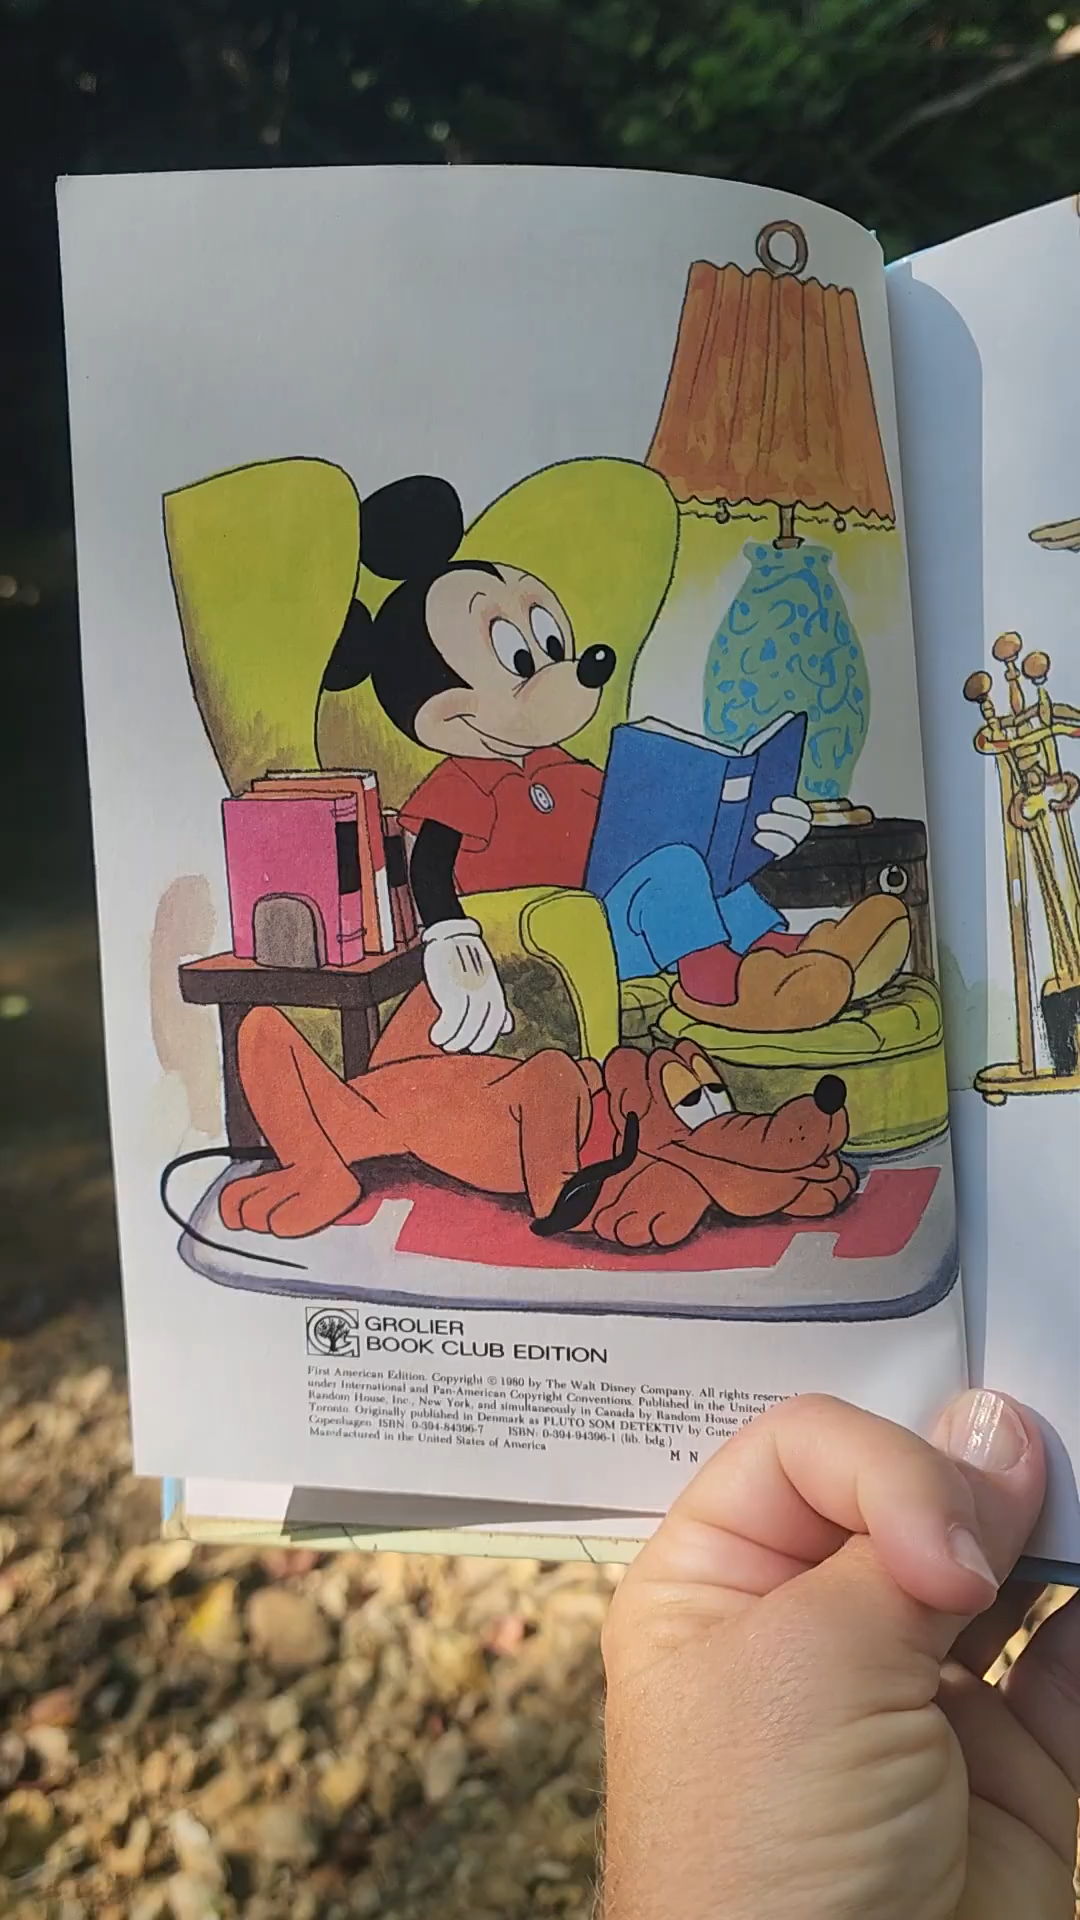 GROLIER
BOOK CLUB EDITION
First American Edition. Copyright © 1980 by The Walt Disney Company. All rights
under International and Pan-American Copyright Conventions. Published in the United
Random House, Inc., New York, and simultaneously in Canada by Random House of
Toronto. Originally published in Denmark as PLUTO SOM DETEKTIV by
Copenhagen. ISBN: 0-394-84396-7 ISBN: 0-394-94396-1 (lib. bdg.)
Manufactured in the United States of America
M N